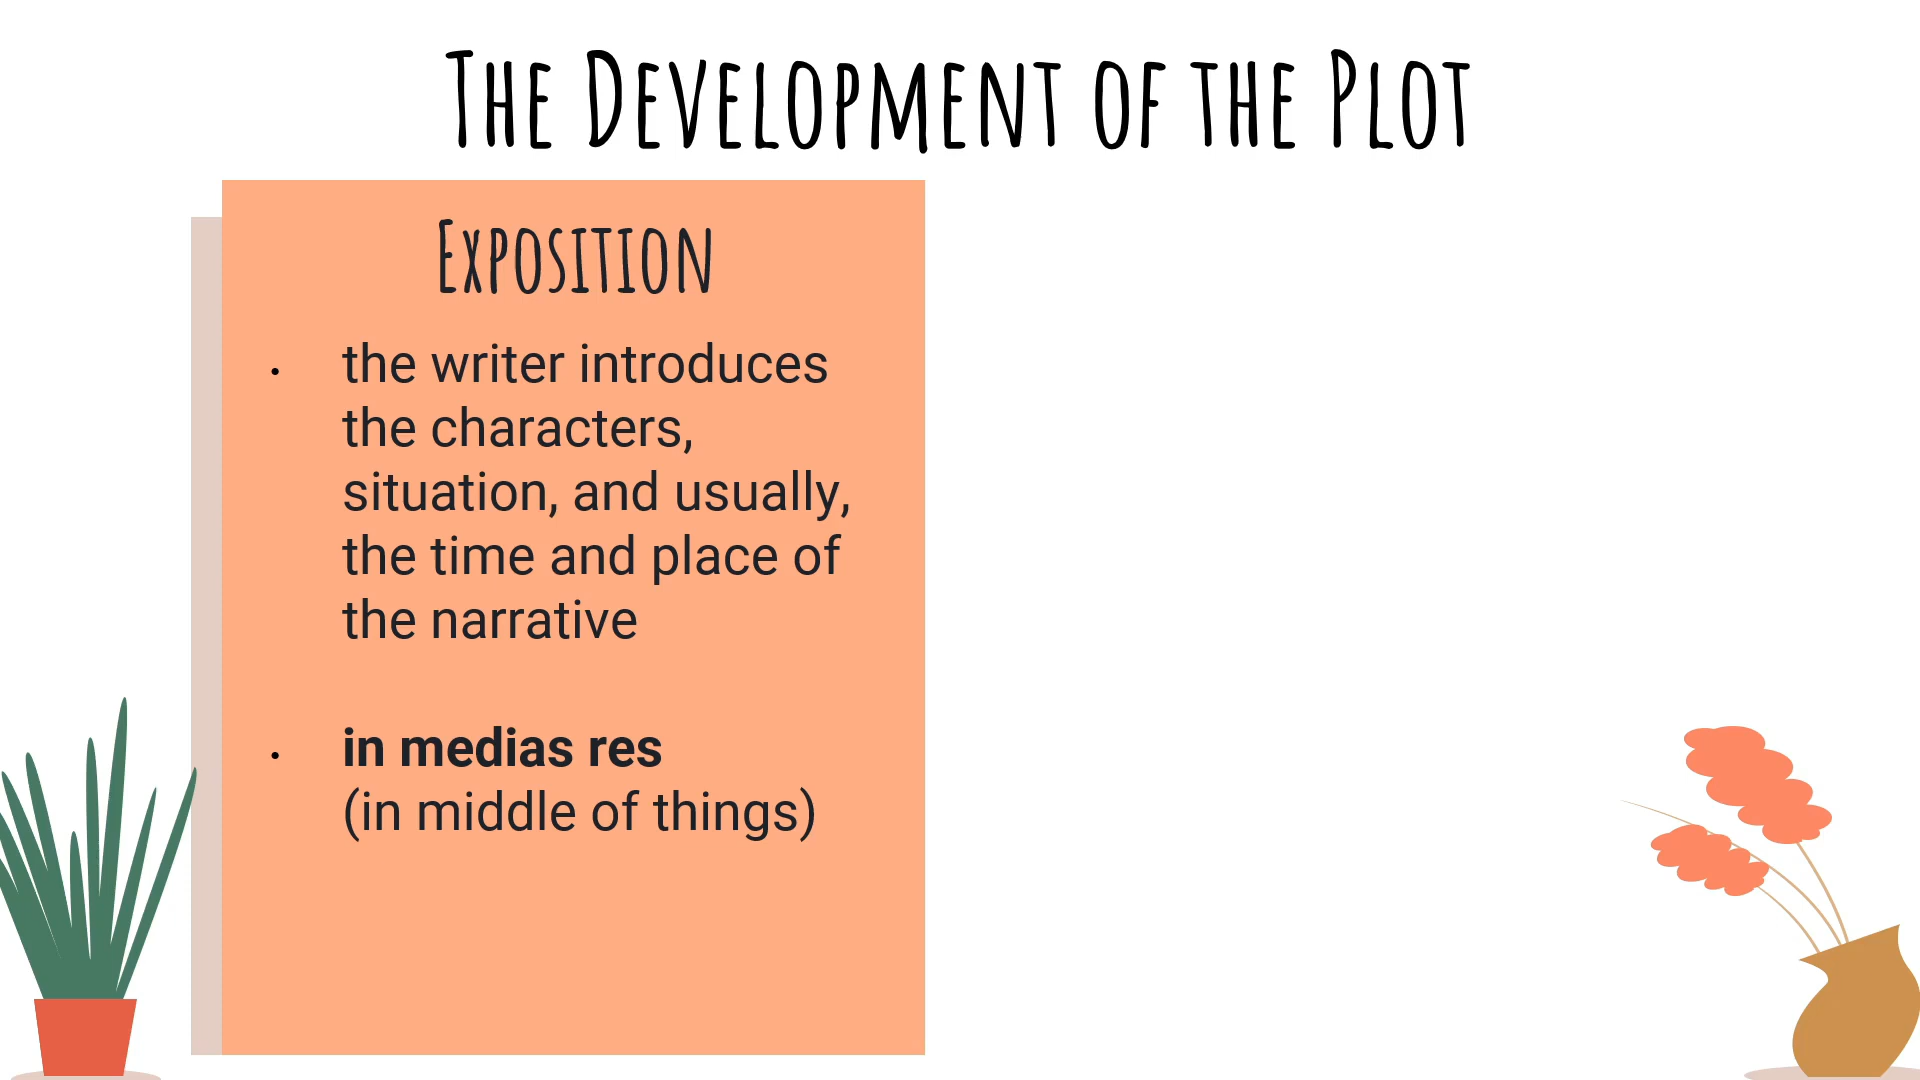 The Development of the Plot
Exposition
• the writer introduces
the characters,
situation, and usually,
the time and place of
the narrative
• in medias res
(in middle of things)